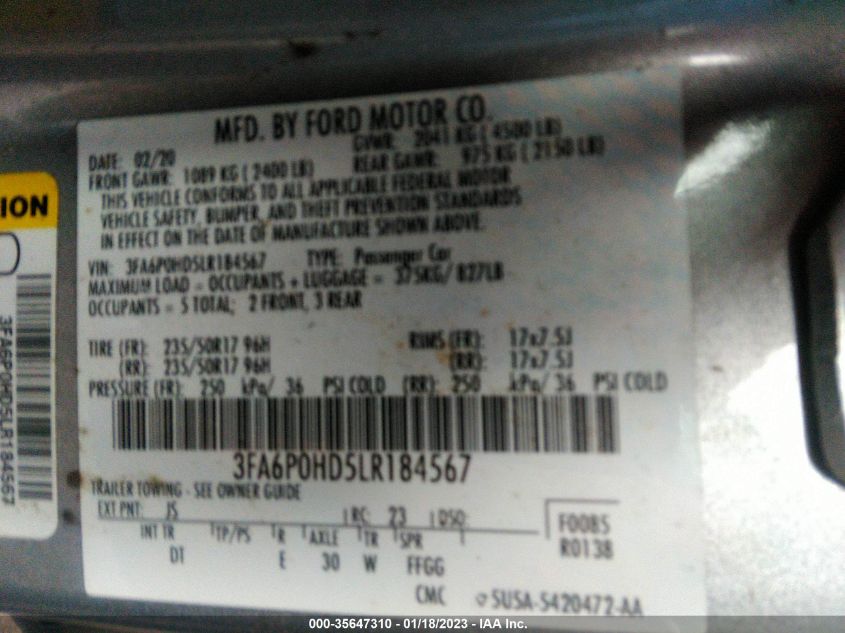 MFD. BY FORD MOTOR CO.
DATE: 02/20 GVWR: 2041 KG ( 4500 LB)
FRONT GAWR: 1089 KG ( 2400 LB) REAR GAWR: 975 KG ( 2150 LB)
THIS VEHICLE CONFORMS TO ALL APPLICABLE FEDERAL MOTOR
VEHICLE SAFETY, BUMPER, AND THEFT PREVENTION STANDARDS
IN EFFECT ON THE DATE OF MANUFACTURE SHOWN ABOVE.
VIN: 3FA6P0HD5LR184567 TYPE: Passenger Car
MAXIMUM LOAD = OCCUPANTS + LUGGAGE = 375KG/ 827LB
OCCUPANTS = 5 TOTAL; 2 FRONT, 3 REAR
TIRE (FR): 235/50R17 96H RIMS(FR): 17x7.5J
(RR): 235/50R17 96H (RR): 17x7.5J
PRESSURE (FR): 250 kPa/ 36 PSI COLD (RR): 250 kPa/ 36 PSI COLD
3FA6P0HD5LR184567
TRAILER TOWING - SEE OWNER GUIDE
EXT PNT: JS RC: 23 DSO: F0085
INT TR TP/PS R AXLE TR SPR R0138
DT E 30 W FFGG
CMC 5USA-5420472-AA
ION
3FA6P0HD5LR184567
000-35647310 - 01/18/2023 - IAA Inc.